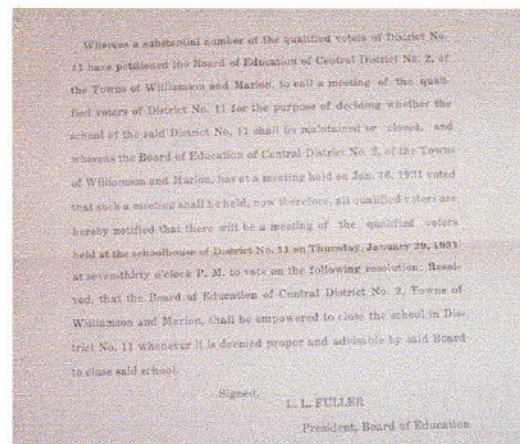 Whereas a substantial number of the qualified voters of District No.
11 have petitioned the Board of Education of Central District No. 2, of
the Towns of Williamson and Marion, to call a meeting of the quali-
fied voters of District No. 11 for the purpose of deciding whether the
school of the said District No. 11 shall be maintained or closed, and
whereas the Board of Education of Central District No. 2, of the Towns
of Williamson and Marion, has at a meeting held on Jan. 16, 1931 voted
that such a meeting shall be held, now therefore, all qualified voters are
hereby notified that there will be a meeting of the qualified voters
held at the schoolhouse of District No. 11 on Thursday, January 29, 1931
at seven-thirty o'clock P. M. to vote on the following resolution: Resol-
ved, that the Board of Education of Central District No. 2, Towns of
Williamson and Marion, shall be empowered to close the school in Dis-
trict No. 11 whenever it is deemed proper and advisable by said Board
to close said school.
Signed,
L. L. FULLER
President, Board of Education